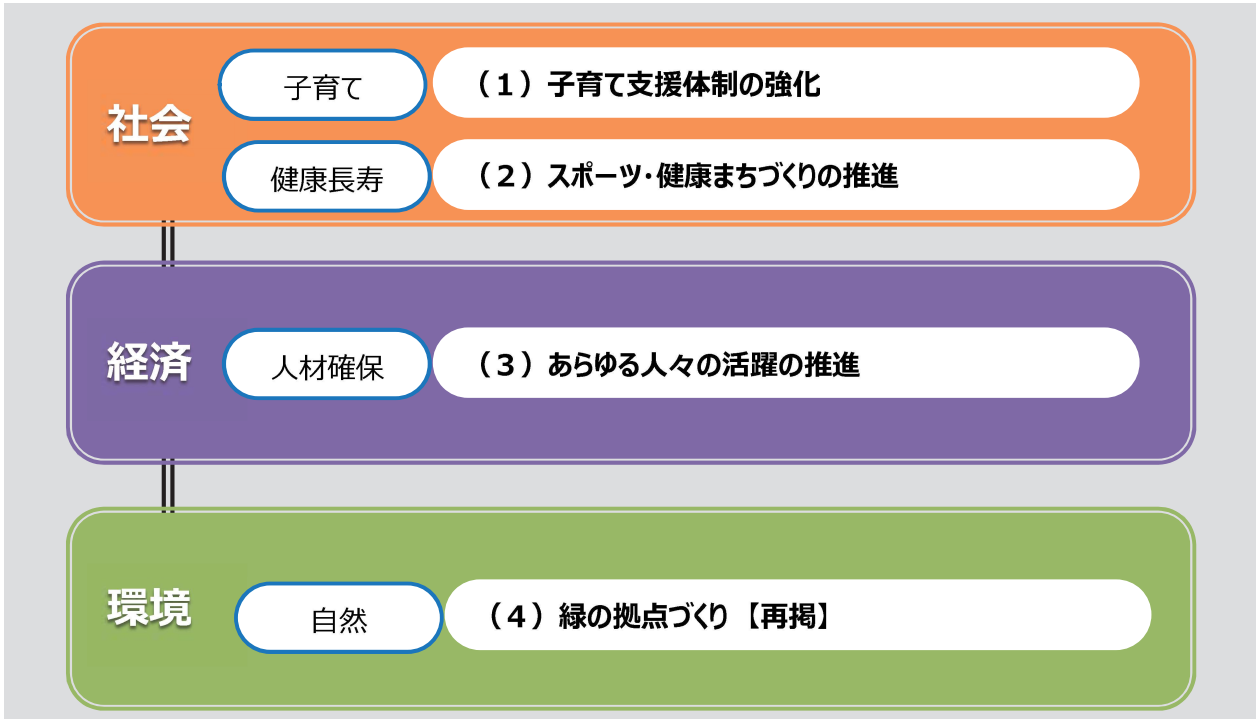 社会
子育て
（１）子育て支援体制の強化
健康長寿
（２）スポーツ・健康まちづくりの推進
経済
人材確保
（３）あらゆる人々の活躍の推進
環境
自然
（４）緑の拠点づくり【再掲】